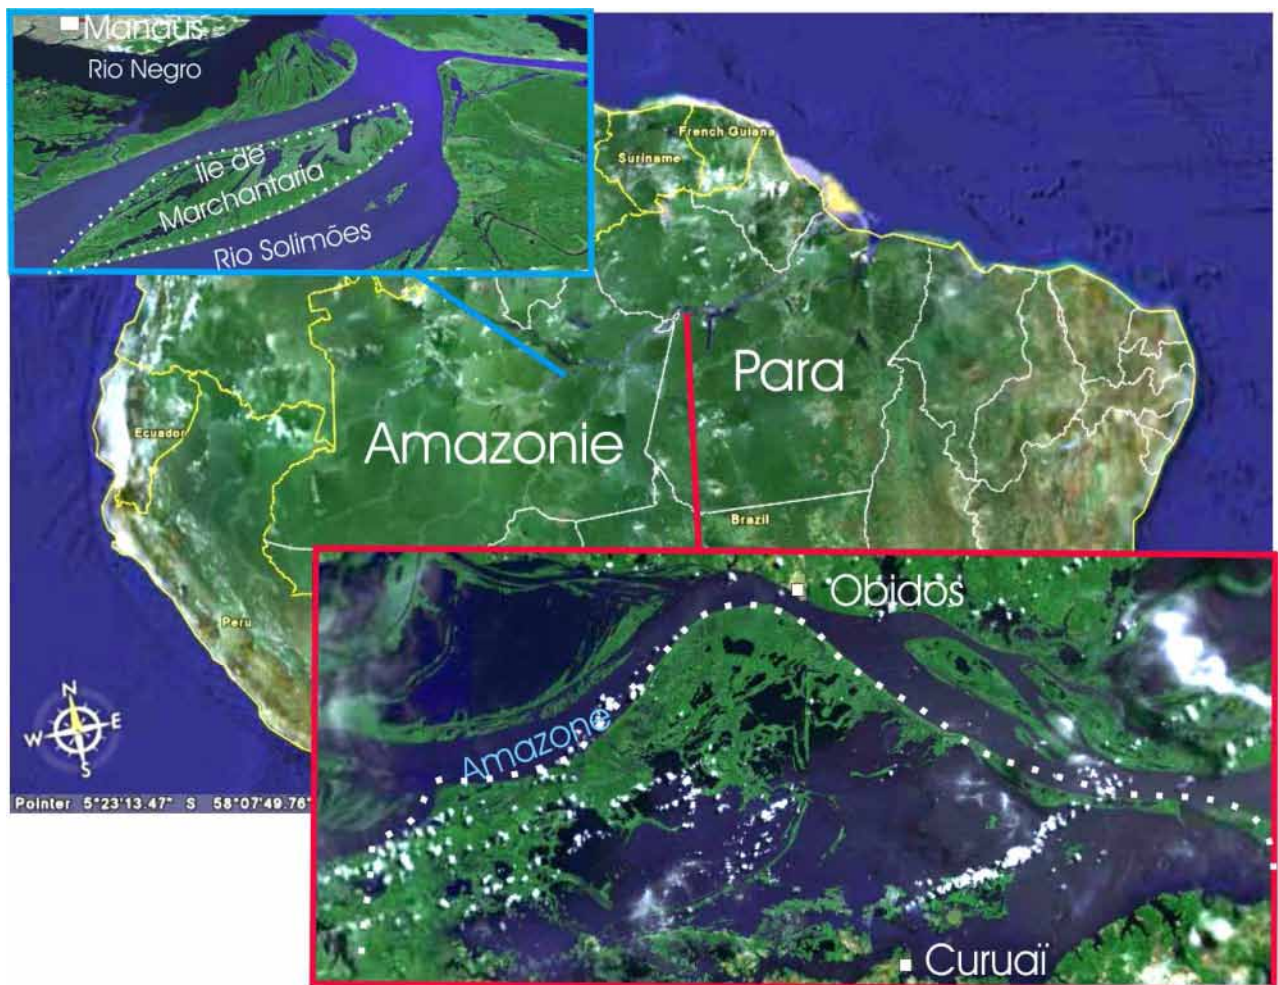 Manaus
Rio Negro
Ile de
Marchantaria
Rio Solimões
French Guiana
Suriname
Para
Amazonie
Ecuador
Brazil
Peru
N
W E
S
Pointer 5°23'13.47" S 58°07'49.76"
Obidos
Amazone
Curuaï